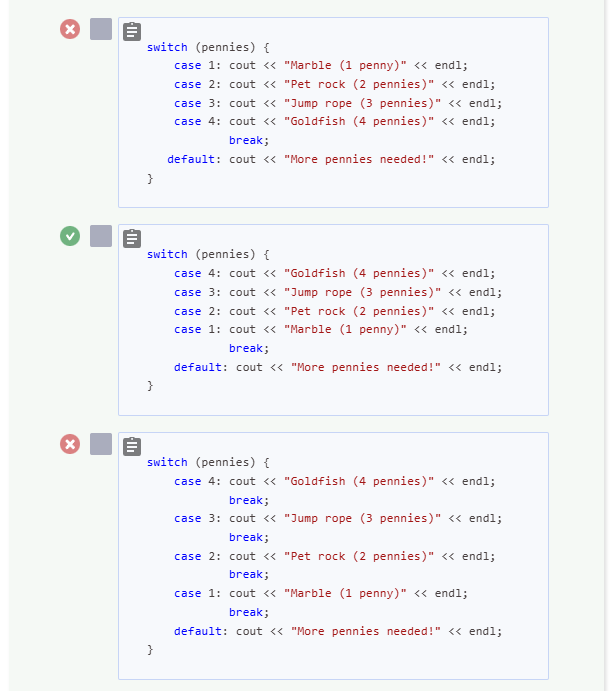 switch (pennies) {
    case 1: cout << "Marble (1 penny)" << endl;
    case 2: cout << "Pet rock (2 pennies)" << endl;
    case 3: cout << "Jump rope (3 pennies)" << endl;
    case 4: cout << "Goldfish (4 pennies)" << endl;
            break;
   default: cout << "More pennies needed!" << endl;
}
switch (pennies) {
    case 4: cout << "Goldfish (4 pennies)" << endl;
    case 3: cout << "Jump rope (3 pennies)" << endl;
    case 2: cout << "Pet rock (2 pennies)" << endl;
    case 1: cout << "Marble (1 penny)" << endl;
            break;
    default: cout << "More pennies needed!" << endl;
}
switch (pennies) {
    case 4: cout << "Goldfish (4 pennies)" << endl;
            break;
    case 3: cout << "Jump rope (3 pennies)" << endl;
            break;
    case 2: cout << "Pet rock (2 pennies)" << endl;
            break;
    case 1: cout << "Marble (1 penny)" << endl;
            break;
    default: cout << "More pennies needed!" << endl;
}